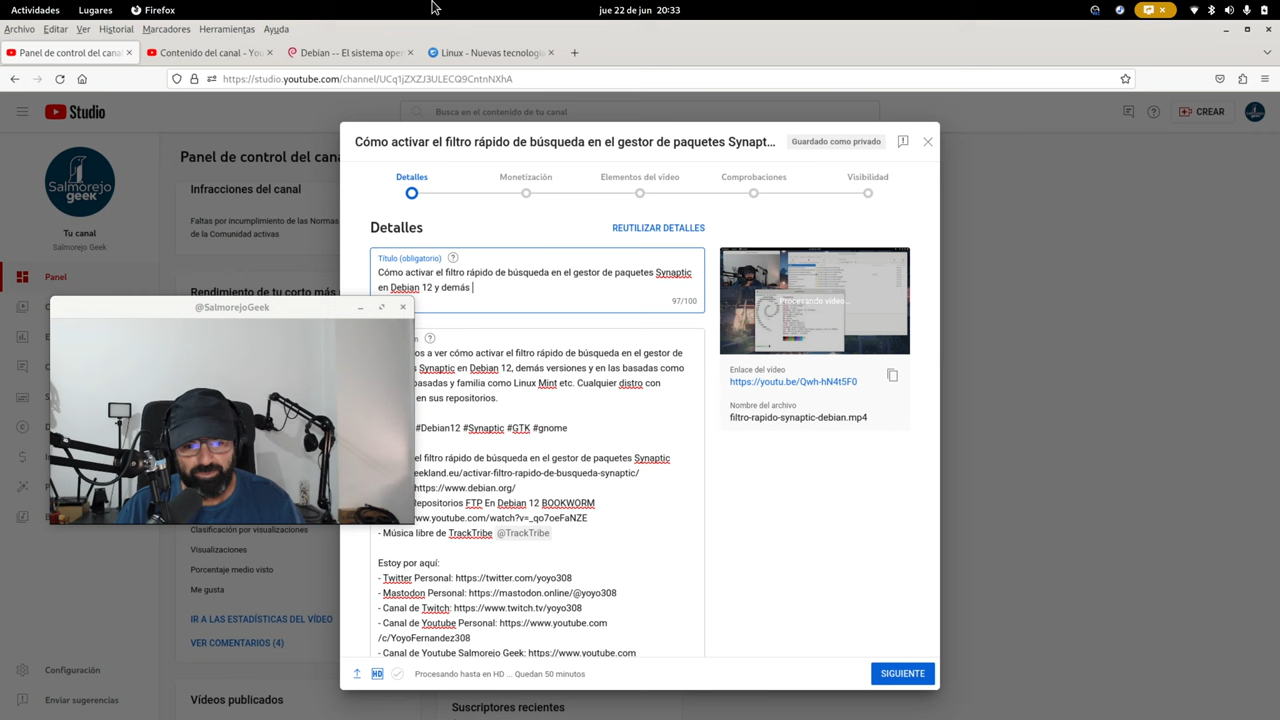 Actividades Lugares Firefox jue 22 de jun 20:33
Archivo Editar Ver Historial Marcadores Herramientas Ayuda
Panel de control del cana Contenido del canal - You Debian -- El sistema oper Linux - Nuevas tecnología
https://studio.youtube.com/channel/UCq1jZXZJ3ULECQ9CntnNXhA
Studio Busca en el contenido de tu canal CREAR
Salmorejo
geek
Tu canal
Salmorejo Geek
Panel
Panel de control del cana
Infracciones del canal
Faltas por incumplimiento de las Normas
de la Comunidad activas
Rendimiento de tu corto más
Cómo activar el filtro rápido de búsqueda en el gestor de paquetes Synapt... Guardado como privado
Detalles Monetización Elementos del vídeo Comprobaciones Visibilidad
Detalles REUTILIZAR DETALLES
Título (obligatorio)
Cómo activar el filtro rápido de búsqueda en el gestor de paquetes Synaptic
en Debian 12 y demás
97/100
@SalmorejoGeek
os a ver cómo activar el filtro rápido de búsqueda en el gestor de
Synaptic en Debian 12, demás versiones y en las basadas como
basadas y familia como Linux Mint etc. Cualquier distro con
en sus repositorios.
#Debian12 #Synaptic #GTK #gnome
el filtro rápido de búsqueda en el gestor de paquetes Synaptic
eekland.eu/activar-filtro-rapido-de-busqueda-synaptic/
https://www.debian.org/
epositorios FTP En Debian 12 BOOKWORM
ww.youtube.com/watch?v=_qo7oeFaNZE
- Música libre de TrackTribe @TrackTribe
Estoy por aquí:
- Twitter Personal: https://twitter.com/yoyo308
- Mastodon Personal: https://mastodon.online/@yoyo308
- Canal de Twitch: https://www.twitch.tv/yoyo308
- Canal de Youtube Personal: https://www.youtube.com
/c/YoyoFernandez308
- Canal de Youtube Salmorejo Geek: https://www.youtube.com
Procesando vídeo...
Enlace del vídeo
https://youtu.be/Qwh-hN4t5F0
Nombre del archivo
filtro-rapido-synaptic-debian.mp4
Clasificación por visualizaciones
Visualizaciones
Porcentaje medio visto
Me gusta
IR A LAS ESTADÍSTICAS DEL VÍDEO
VER COMENTARIOS (4)
Configuración
Enviar sugerencias
Vídeos publicados
Suscriptores recientes
HD Procesando hasta en HD ... Quedan 50 minutos SIGUIENTE